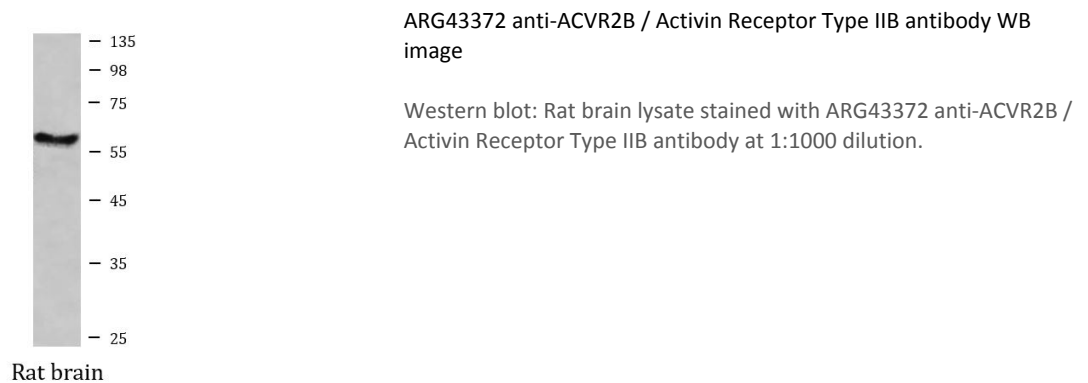 135
98
75
55
45
35
25
Rat brain
ARG43372 anti-ACVR2B / Activin Receptor Type IIB antibody WB
image
Western blot: Rat brain lysate stained with ARG43372 anti-ACVR2B /
Activin Receptor Type IIB antibody at 1:1000 dilution.